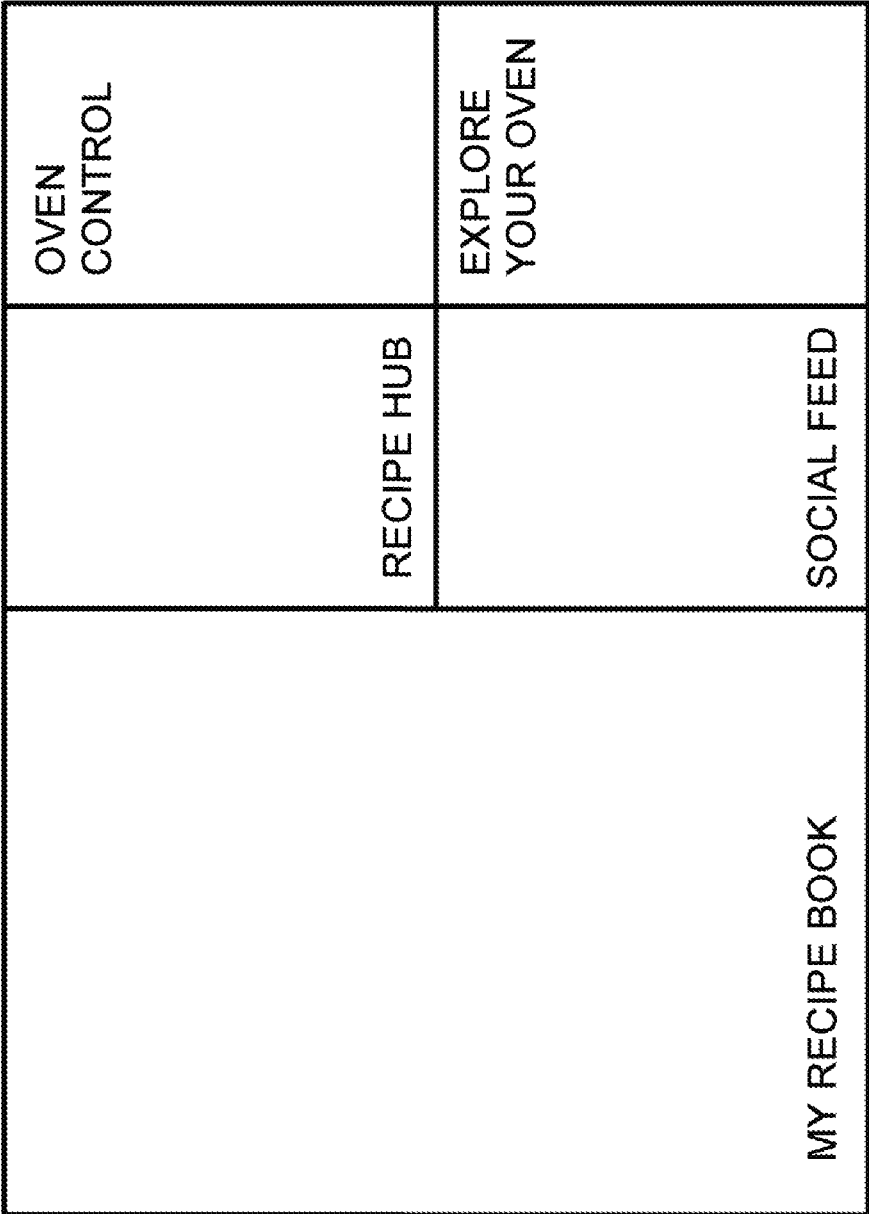 MY RECIPE BOOK
RECIPE HUB
OVEN
CONTROL
SOCIAL FEED
EXPLORE
YOUR OVEN